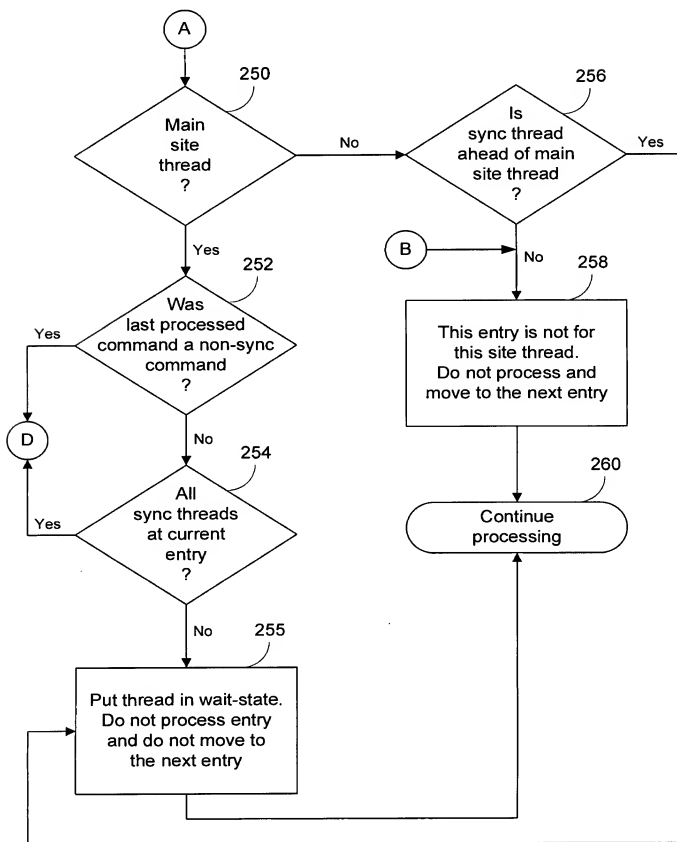 A
250
Main
site
thread
?
No
Yes
256
Is
sync thread
ahead of main
site thread
?
Yes
No
B
252
Was
last processed
command a non-sync
command
?
Yes
No
D
258
This entry is not for
this site thread.
Do not process and
move to the next entry
254
All
sync threads
at current
entry
?
Yes
No
260
Continue
processing
255
Put thread in wait-state.
Do not process entry
and do not move to
the next entry